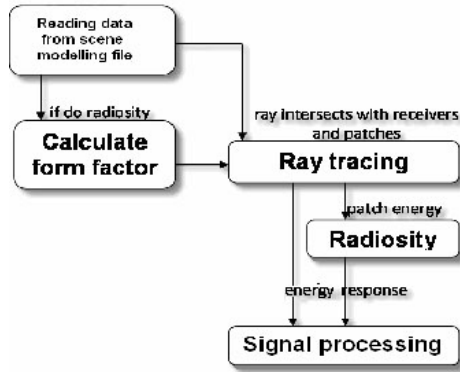 Reading data
from scene
modelling file
if do radiosity
ray intersects with receivers
and patches
Calculate
form factor
Ray tracing
patch energy
Radiosity
energy response
Signal processing